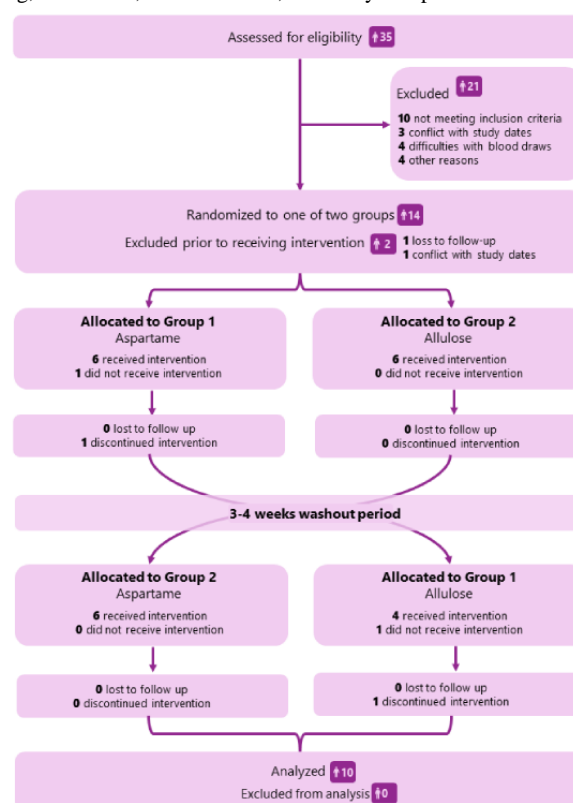 Assessed for eligibility 35
Excluded 21
10 not meeting inclusion criteria
3 conflict with study dates
4 difficulties with blood draws
4 other reasons
Randomized to one of two groups 14
Excluded prior to receiving intervention 2
1 loss to follow-up
1 conflict with study dates
Allocated to Group 1
Aspartame
6 received intervention
1 did not receive intervention
Allocated to Group 2
Allulose
6 received intervention
0 did not receive intervention
0 lost to follow up
1 discontinued intervention
0 lost to follow up
0 discontinued intervention
3-4 weeks washout period
Allocated to Group 2
Aspartame
6 received intervention
0 did not receive intervention
Allocated to Group 1
Allulose
4 received intervention
1 did not receive intervention
0 lost to follow up
0 discontinued intervention
0 lost to follow up
1 discontinued intervention
Analyzed 10
Excluded from analysis 0